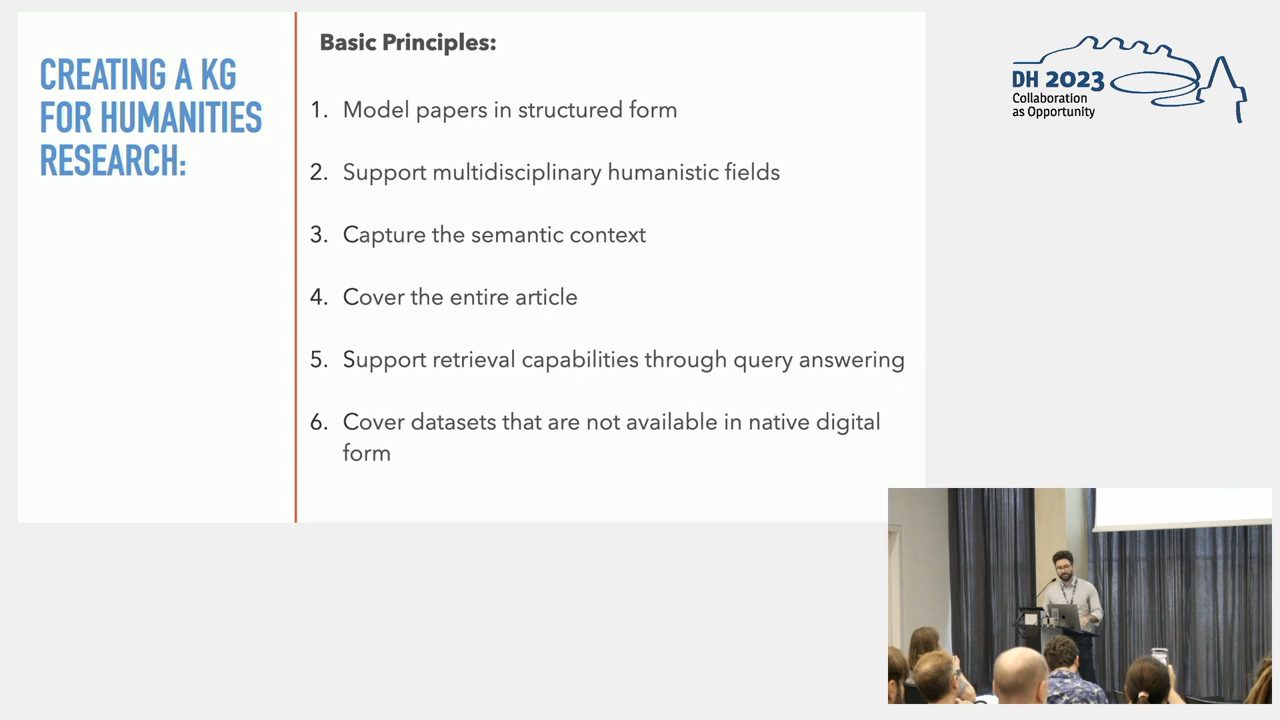 CREATING A KG
FOR HUMANITIES
RESEARCH:
Basic Principles:
1. Model papers in structured form
2. Support multidisciplinary humanistic fields
3. Capture the semantic context
4. Cover the entire article
5. Support retrieval capabilities through query answering
6. Cover datasets that are not available in native digital
form
DH 2023
Collaboration
as Opportunity